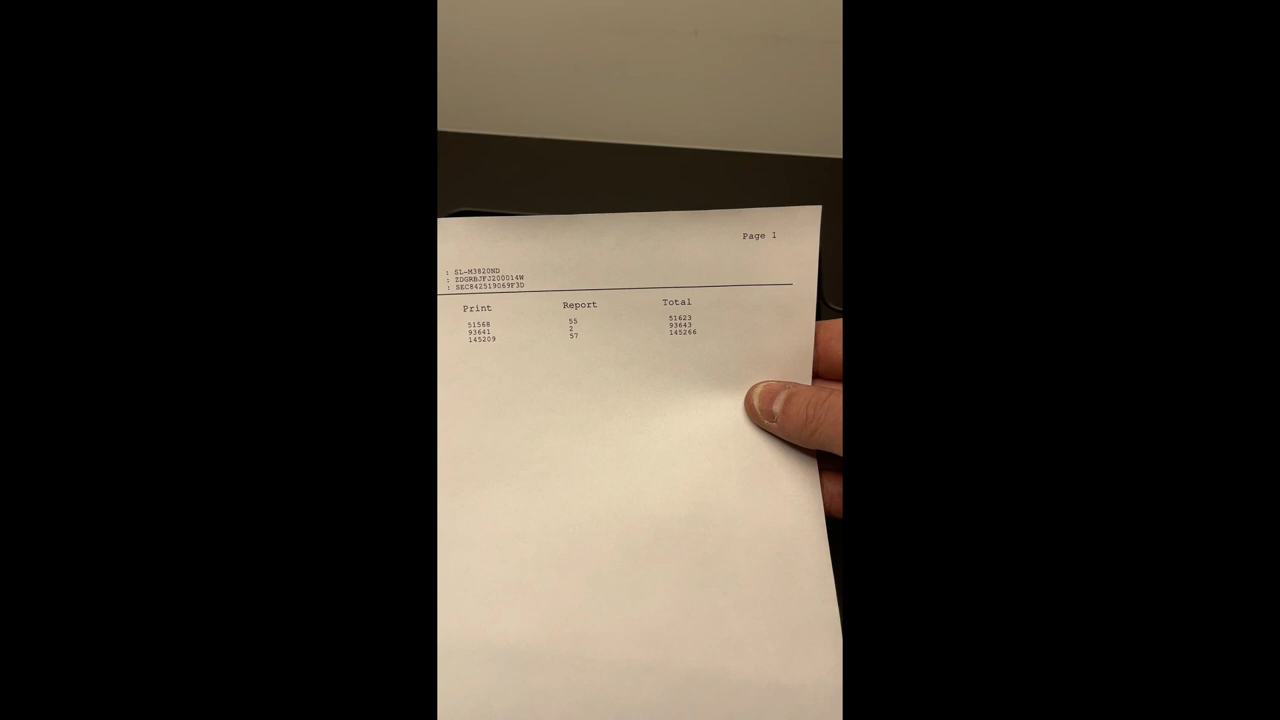 Page 1
: SL-M3820ND
: ZDGRBJFJ200014W
: SEC842519069F3D
Print Report Total
51568 55 51623
93641 2 93643
145209 57 145266